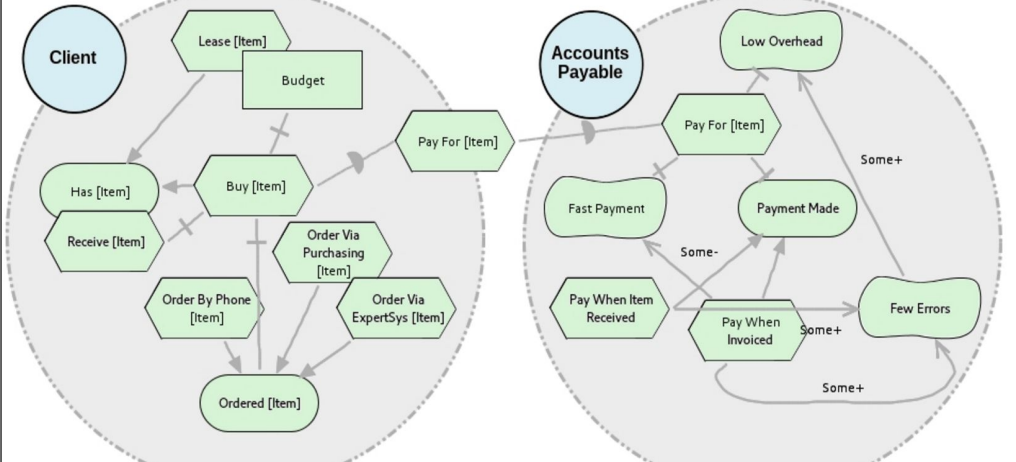 Client
Lease [Item]
Budget
Pay For [Item]
Has [Item]
Buy [Item]
Receive [Item]
Order Via
Purchasing
[Item]
Order By Phone
[Item]
Order Via
ExpertSys [Item]
Ordered [Item]
Accounts
Payable
Low Overhead
Pay For [Item]
Some+
Fast Payment
Payment Made
Some-
Pay When Item
Received
Pay When
Invoiced
Some+
Few Errors
Some+